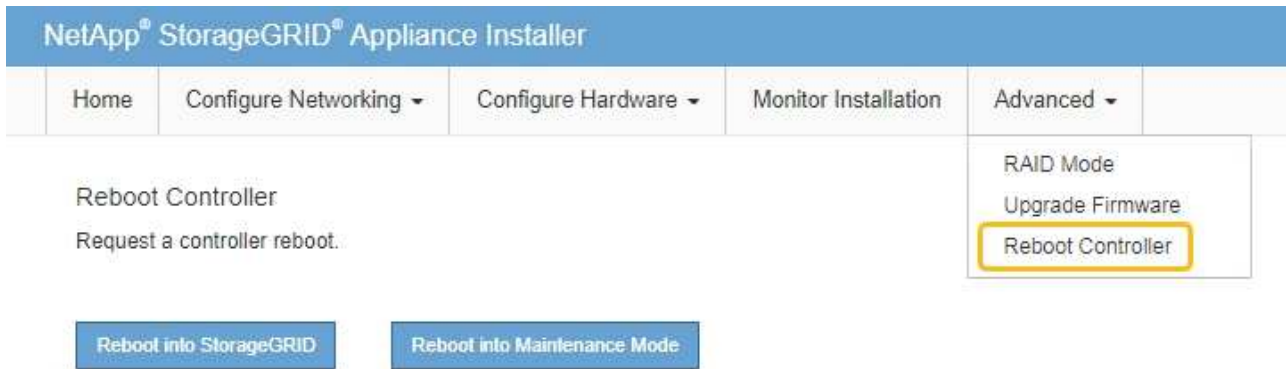 NetApp® StorageGRID® Appliance Installer
Home Configure Networking Configure Hardware Monitor Installation Advanced
RAID Mode
Upgrade Firmware
Reboot Controller
Reboot Controller
Request a controller reboot.
Reboot into StorageGRID Reboot into Maintenance Mode